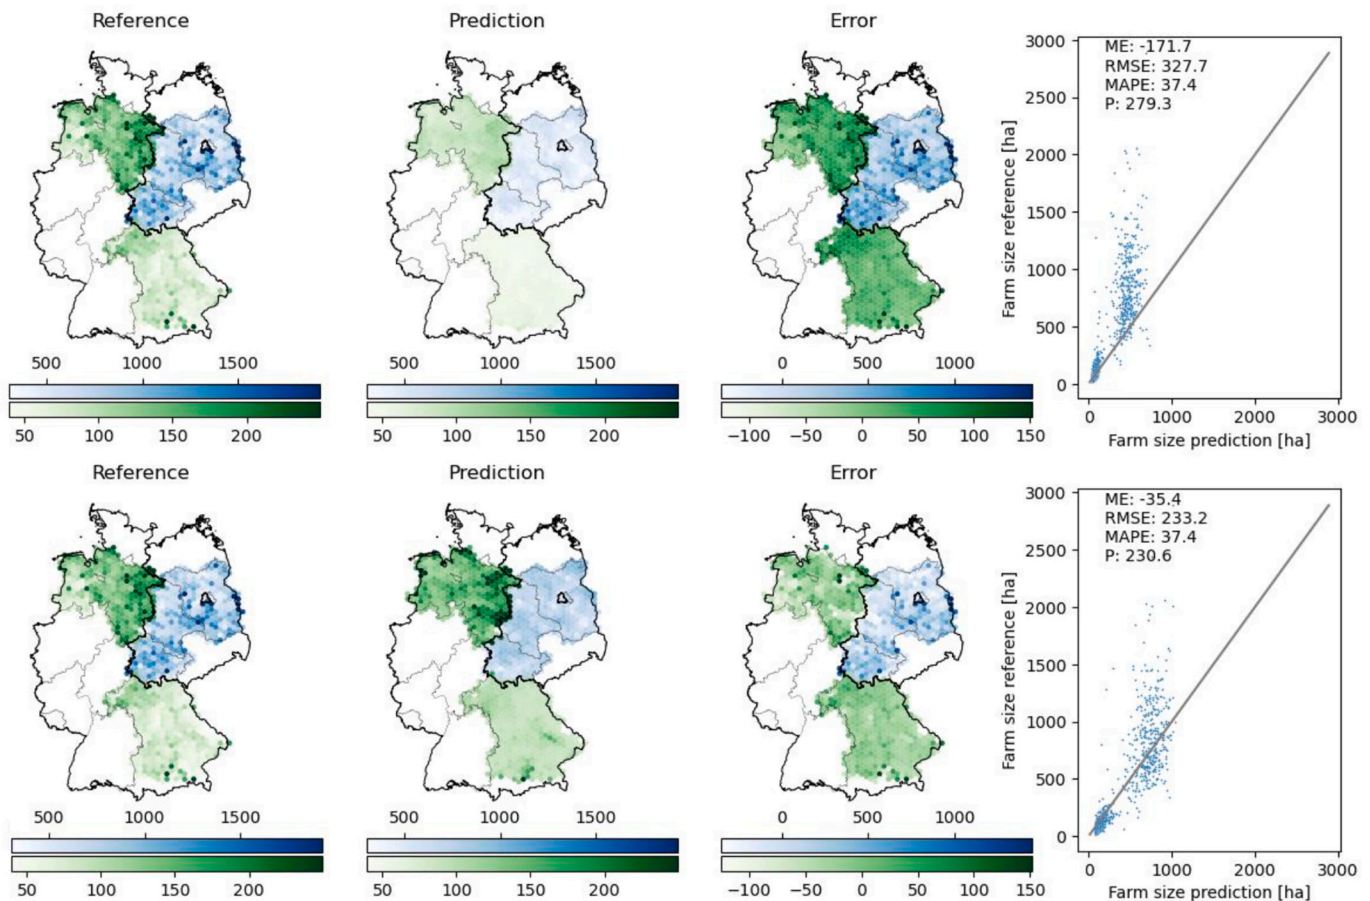 Reference Prediction Error
ME: -171.7
RMSE: 327.7
MAPE: 37.4
P: 279.3
3000
2500
2000
1500
1000
500
0
Farm size reference [ha]
0 1000 2000 3000
Farm size prediction [ha]
500 1000 1500
50 100 150 200
500 1000 1500
50 100 150 200
0 500 1000
−100 −50 0 50 100 150
Reference Prediction Error
ME: -35.4
RMSE: 233.2
MAPE: 37.4
P: 230.6
3000
2500
2000
1500
1000
500
0
Farm size reference [ha]
0 1000 2000 3000
Farm size prediction [ha]
500 1000 1500
50 100 150 200
500 1000 1500
50 100 150 200
0 500 1000
−100 −50 0 50 100 150